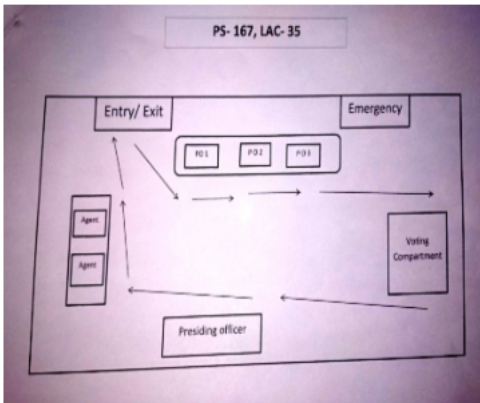 PS- 167, LAC- 35
Entry/ Exit
Emergency
PO 1
PO 2
PO 3
Agent
Agent
Voting
Compartment
Presiding officer